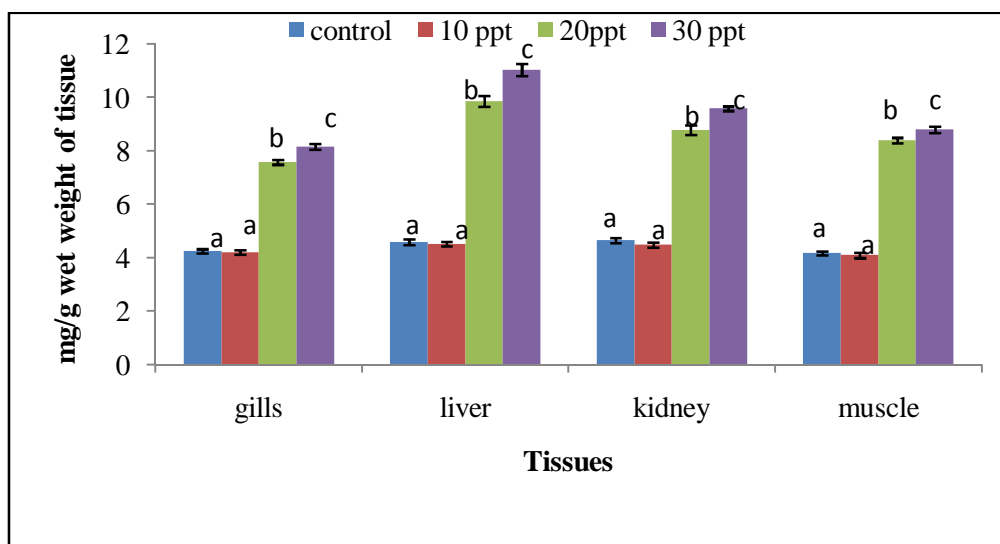 control 10 ppt 20ppt 30 ppt
mg/g wet weight of tissue
12
10
8
6
4
2
0
a a b c
a a b c
a a b c
a a b c
gills liver kidney muscle
Tissues